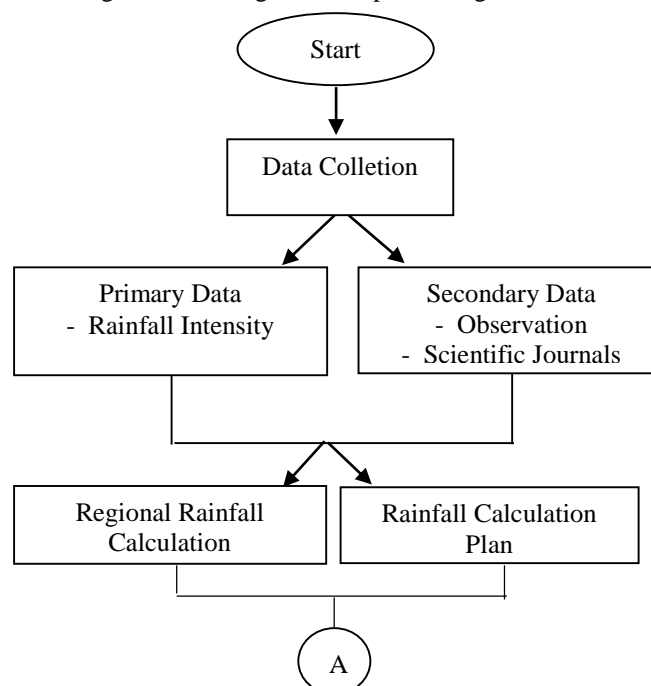 Start
Data Colletion
Primary Data
- Rainfall Intensity
Secondary Data
- Observation
- Scientific Journals
Regional Rainfall
Calculation
Rainfall Calculation
Plan
A